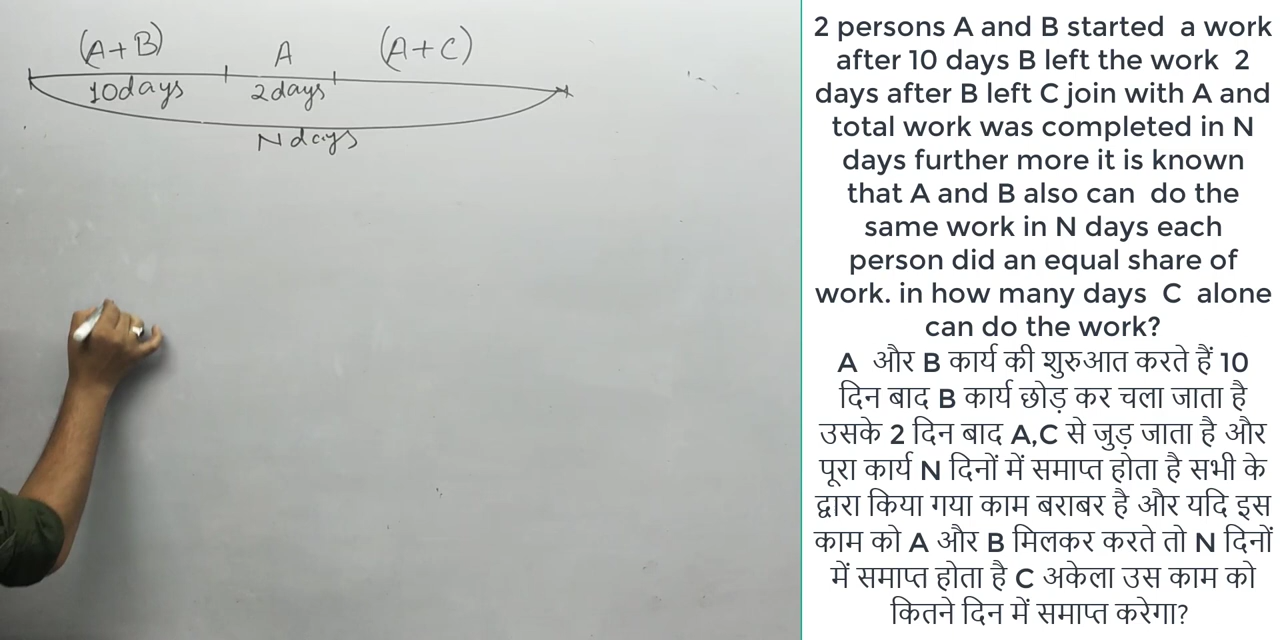 (A+B) A (A+C)
10days 2days
N days
2 persons A and B started a work
after 10 days B left the work 2
days after B left C join with A and
total work was completed in N
days further more it is known
that A and B also can do the
same work in N days each
person did an equal share of
work. in how many days C alone
can do the work?
A और B कार्य की शुरुआत करते हैं 10
दिन बाद B कार्य छोड़ कर चला जाता है
उसके 2 दिन बाद A,C से जुड़ जाता है और
पूरा कार्य N दिनों में समाप्त होता है सभी के
द्वारा किया गया काम बराबर है और यदि इस
काम को A और B मिलकर करते तो N दिनों
में समाप्त होता है C अकेला उस काम को
कितने दिन में समाप्त करेगा?